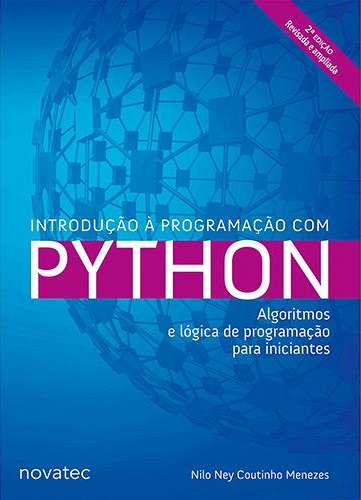 2ª EDIÇÃO
Revisada e ampliada
INTRODUÇÃO À PROGRAMAÇÃO COM
PYTHON
Algoritmos
e lógica de programação
para iniciantes
Nilo Ney Coutinho Menezes
novatec